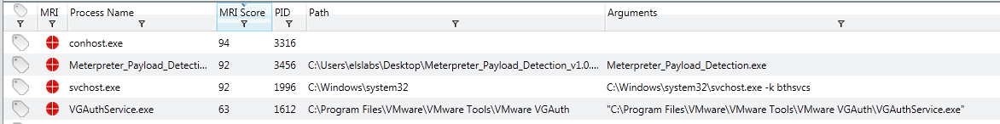 MRI Process Name MRI Score PID Path Arguments
conhost.exe 94 3316
Meterpreter_Payload_Detecti... 92 3456 C:\Users\elslabs\Desktop\Meterpreter_Payload_Detection_v1.0.... Meterpreter_Payload_Detection.exe
svchost.exe 92 1996 C:\Windows\system32 C:\Windows\system32\svchost.exe -k bthsvcs
VGAuthService.exe 63 1612 C:\Program Files\VMware\VMware Tools\VMware VGAuth "C:\Program Files\VMware\VMware Tools\VMware VGAuth\VGAuthService.exe"